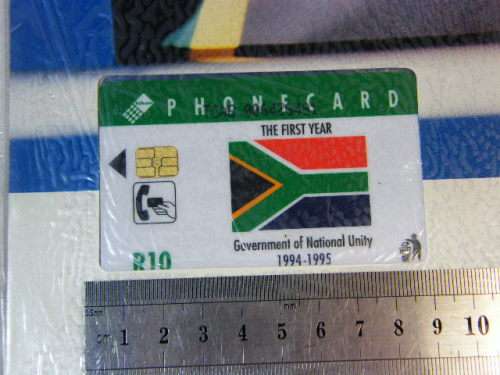 PHONECARD
THE FIRST YEAR
Government of National Unity
R10
1994-1995
mm
cm 1 2 3 4 5 6 7 8 9 10